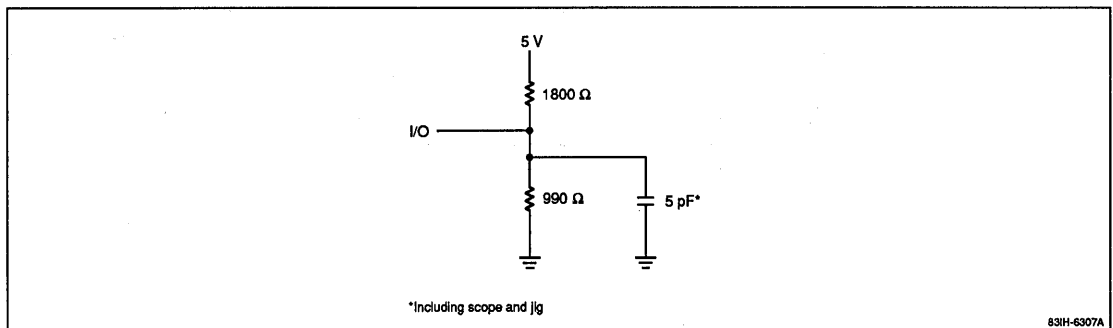 5 V
1800 Ω
I/O
990 Ω
5 pF*
*Including scope and jig
83IH-6307A